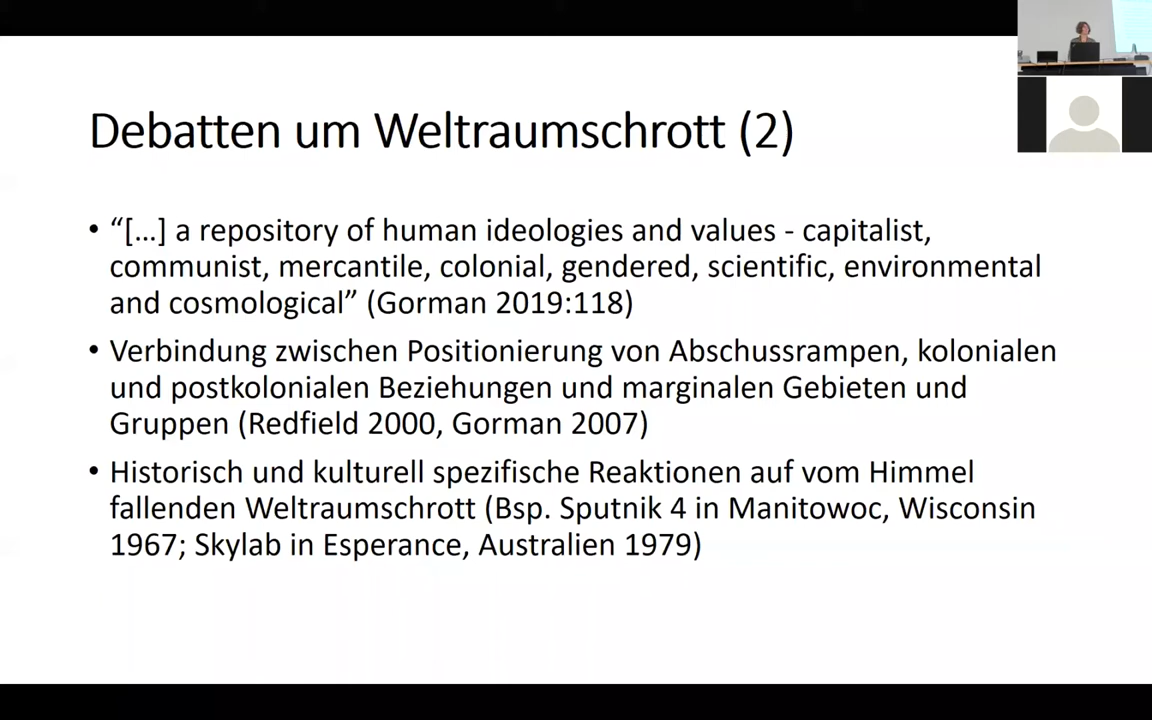 Debatten um Weltraumschrott (2)
• “[…] a repository of human ideologies and values - capitalist,
communist, mercantile, colonial, gendered, scientific, environmental
and cosmological” (Gorman 2019:118)
• Verbindung zwischen Positionierung von Abschussrampen, kolonialen
und postkolonialen Beziehungen und marginalen Gebieten und
Gruppen (Redfield 2000, Gorman 2007)
• Historisch und kulturell spezifische Reaktionen auf vom Himmel
fallenden Weltraumschrott (Bsp. Sputnik 4 in Manitowoc, Wisconsin
1967; Skylab in Esperance, Australien 1979)